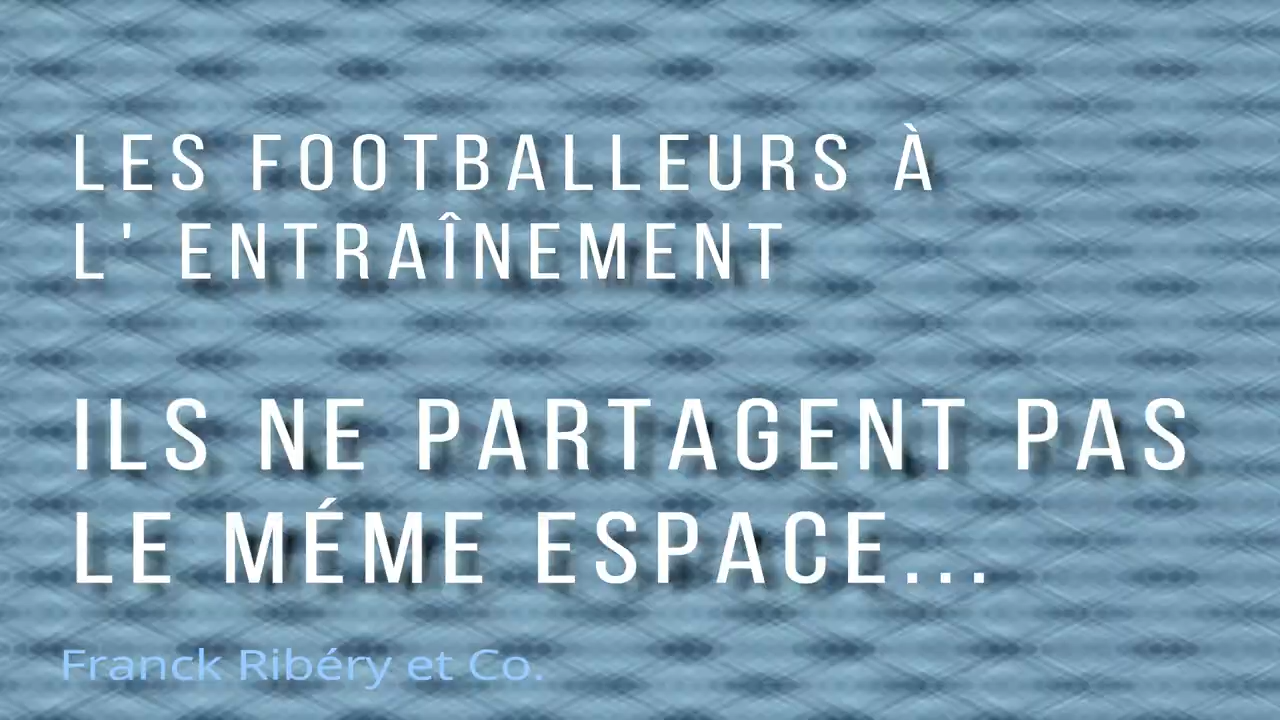 LES FOOTBALLEURS À
L' ENTRAÎNEMENT
ILS NE PARTAGENT PAS
LE MÉME ESPACE...
Franck Ribéry et Co.